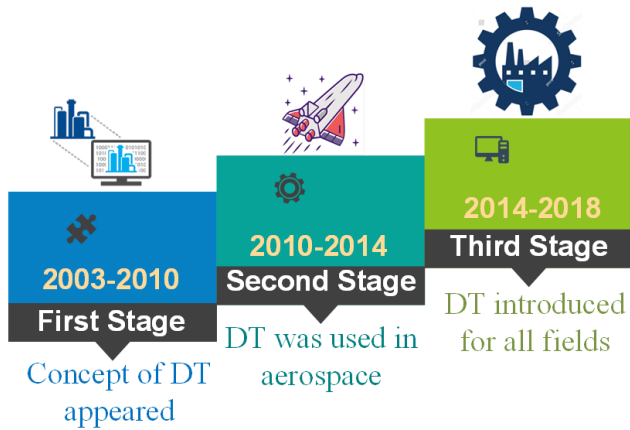 2003-2010
First Stage
Concept of DT
appeared
2010-2014
Second Stage
DT was used in
aerospace
2014-2018
Third Stage
DT introduced
for all fields